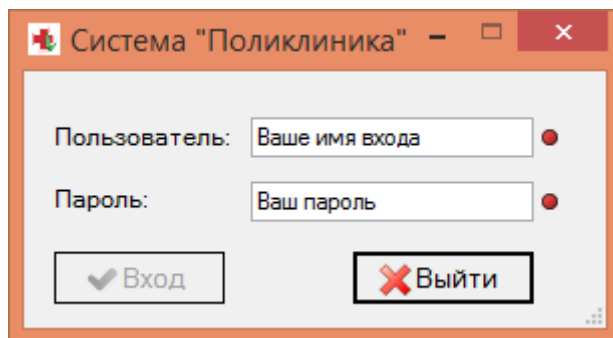 Система "Поликлиника"
Пользователь: Ваше имя входа
Пароль: Ваш пароль
Вход Выйти